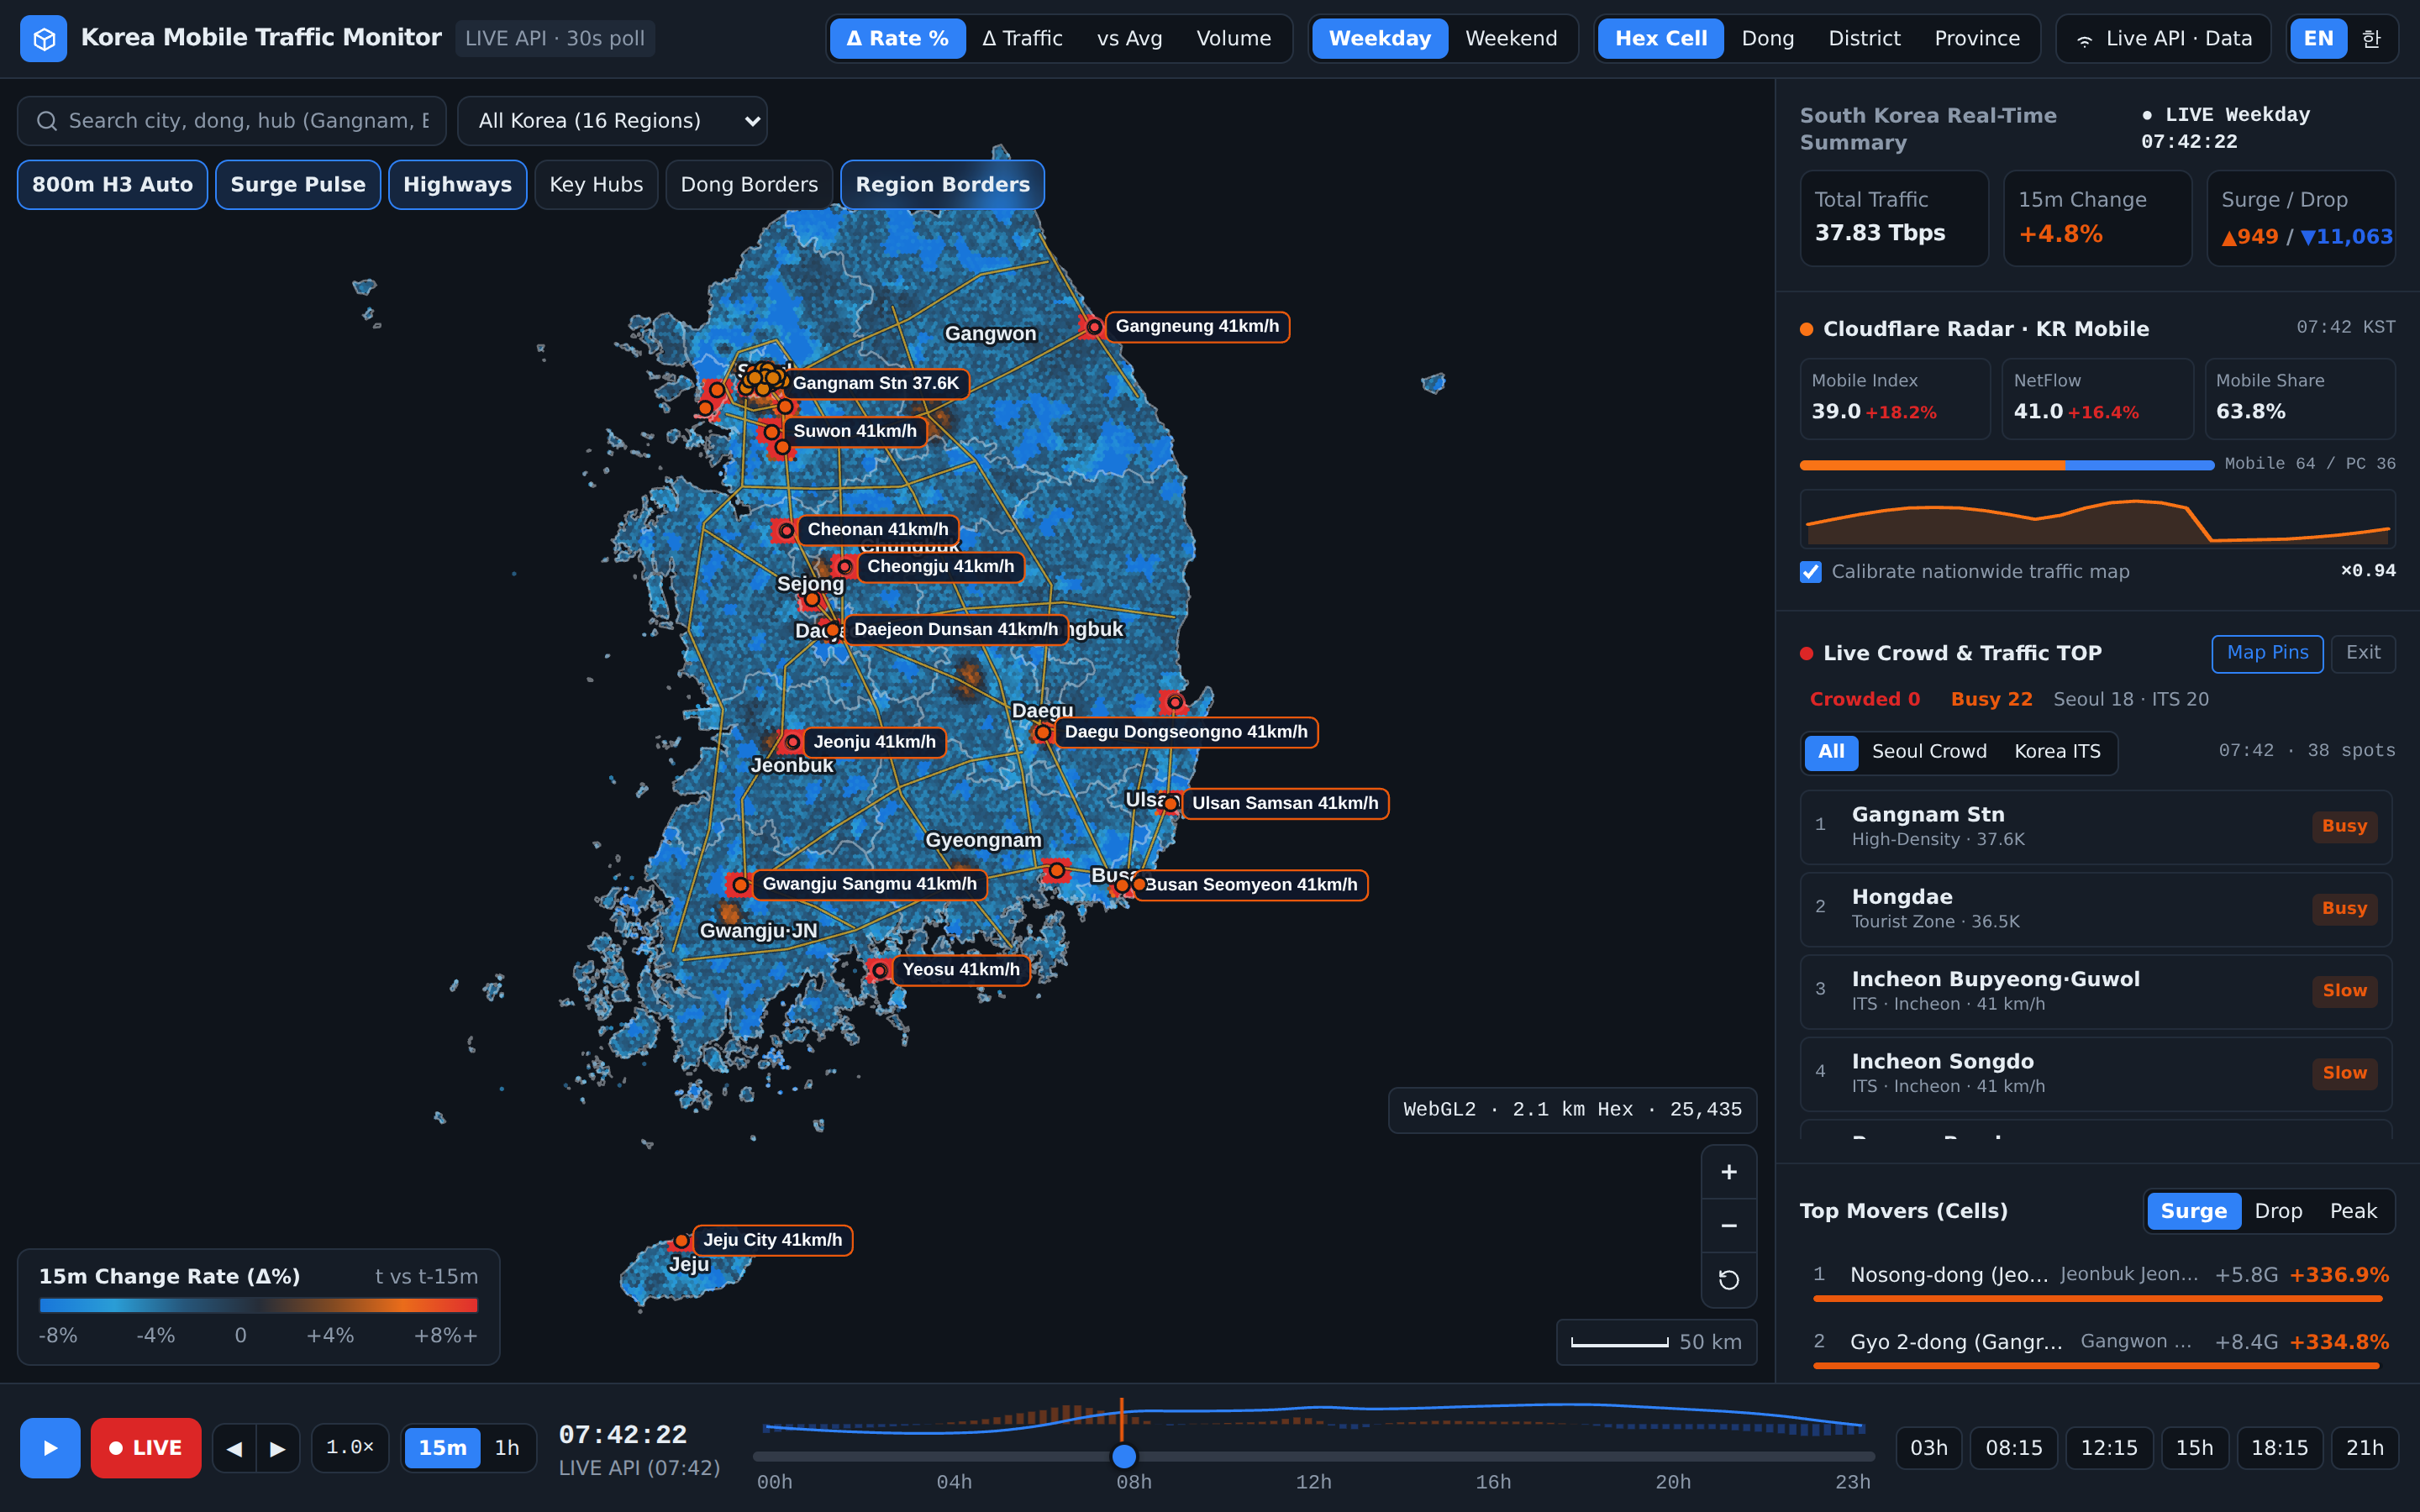 Korea Mobile Traffic Monitor
LIVE API · 30s poll
Δ Rate %
Δ Traffic
vs Avg
Volume
Weekday
Weekend
Hex Cell
Dong
District
Province
Live API · Data
EN
한
Search city, dong, hub (Gangnam, E
All Korea (16 Regions)
800m H3 Auto
Surge Pulse
Highways
Key Hubs
Dong Borders
Region Borders
Gangwon
Gangneung 41km/h
Gangnam Stn 37.6K
Suwon 41km/h
Cheonan 41km/h
Chungbuk
Cheongju 41km/h
Sejong
Daejeon Dunsan 41km/h
Daegu
Daegu Dongseongno 41km/h
Jeonju 41km/h
Jeonbuk
Ulsan
Ulsan Samsan 41km/h
Gyeongnam
Gwangju Sangmu 41km/h
Busan Seomyeon 41km/h
Gwangju·JN
Yeosu 41km/h
Jeju City 41km/h
Jeju
WebGL2 · 2.1 km Hex · 25,435
+
−
50 km
15m Change Rate (Δ%)
t vs t-15m
-8%
-4%
0
+4%
+8%+
South Korea Real-Time
Summary
● LIVE Weekday
07:42:22
Total Traffic
37.83 Tbps
15m Change
+4.8%
Surge / Drop
▲949 / ▼11,063
Cloudflare Radar · KR Mobile
07:42 KST
Mobile Index
39.0 +18.2%
NetFlow
41.0 +16.4%
Mobile Share
63.8%
Mobile 64 / PC 36
Calibrate nationwide traffic map
×0.94
Live Crowd & Traffic TOP
Map Pins
Exit
Crowded 0
Busy 22
Seoul 18 · ITS 20
All
Seoul Crowd
Korea ITS
07:42 · 38 spots
1
Gangnam Stn
High-Density · 37.6K
Busy
2
Hongdae
Tourist Zone · 36.5K
Busy
3
Incheon Bupyeong·Guwol
ITS · Incheon · 41 km/h
Slow
4
Incheon Songdo
ITS · Incheon · 41 km/h
Slow
Top Movers (Cells)
Surge
Drop
Peak
1 Nosong-dong (Jeo… Jeonbuk Jeon… +5.8G +336.9%
2 Gyo 2-dong (Gangr… Gangwon … +8.4G +334.8%
LIVE
1.0×
15m
1h
07:42:22
LIVE API (07:42)
00h
04h
08h
12h
16h
20h
23h
03h
08:15
12:15
15h
18:15
21h